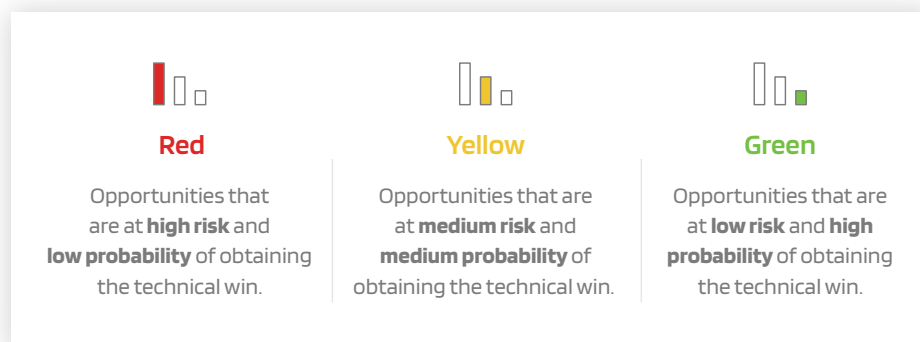 Red
Opportunities that
are at high risk and
low probability of obtaining
the technical win.
Yellow
Opportunities that are
at medium risk and
medium probability of
obtaining the technical win.
Green
Opportunities that are
at low risk and high
probability of obtaining
the technical win.